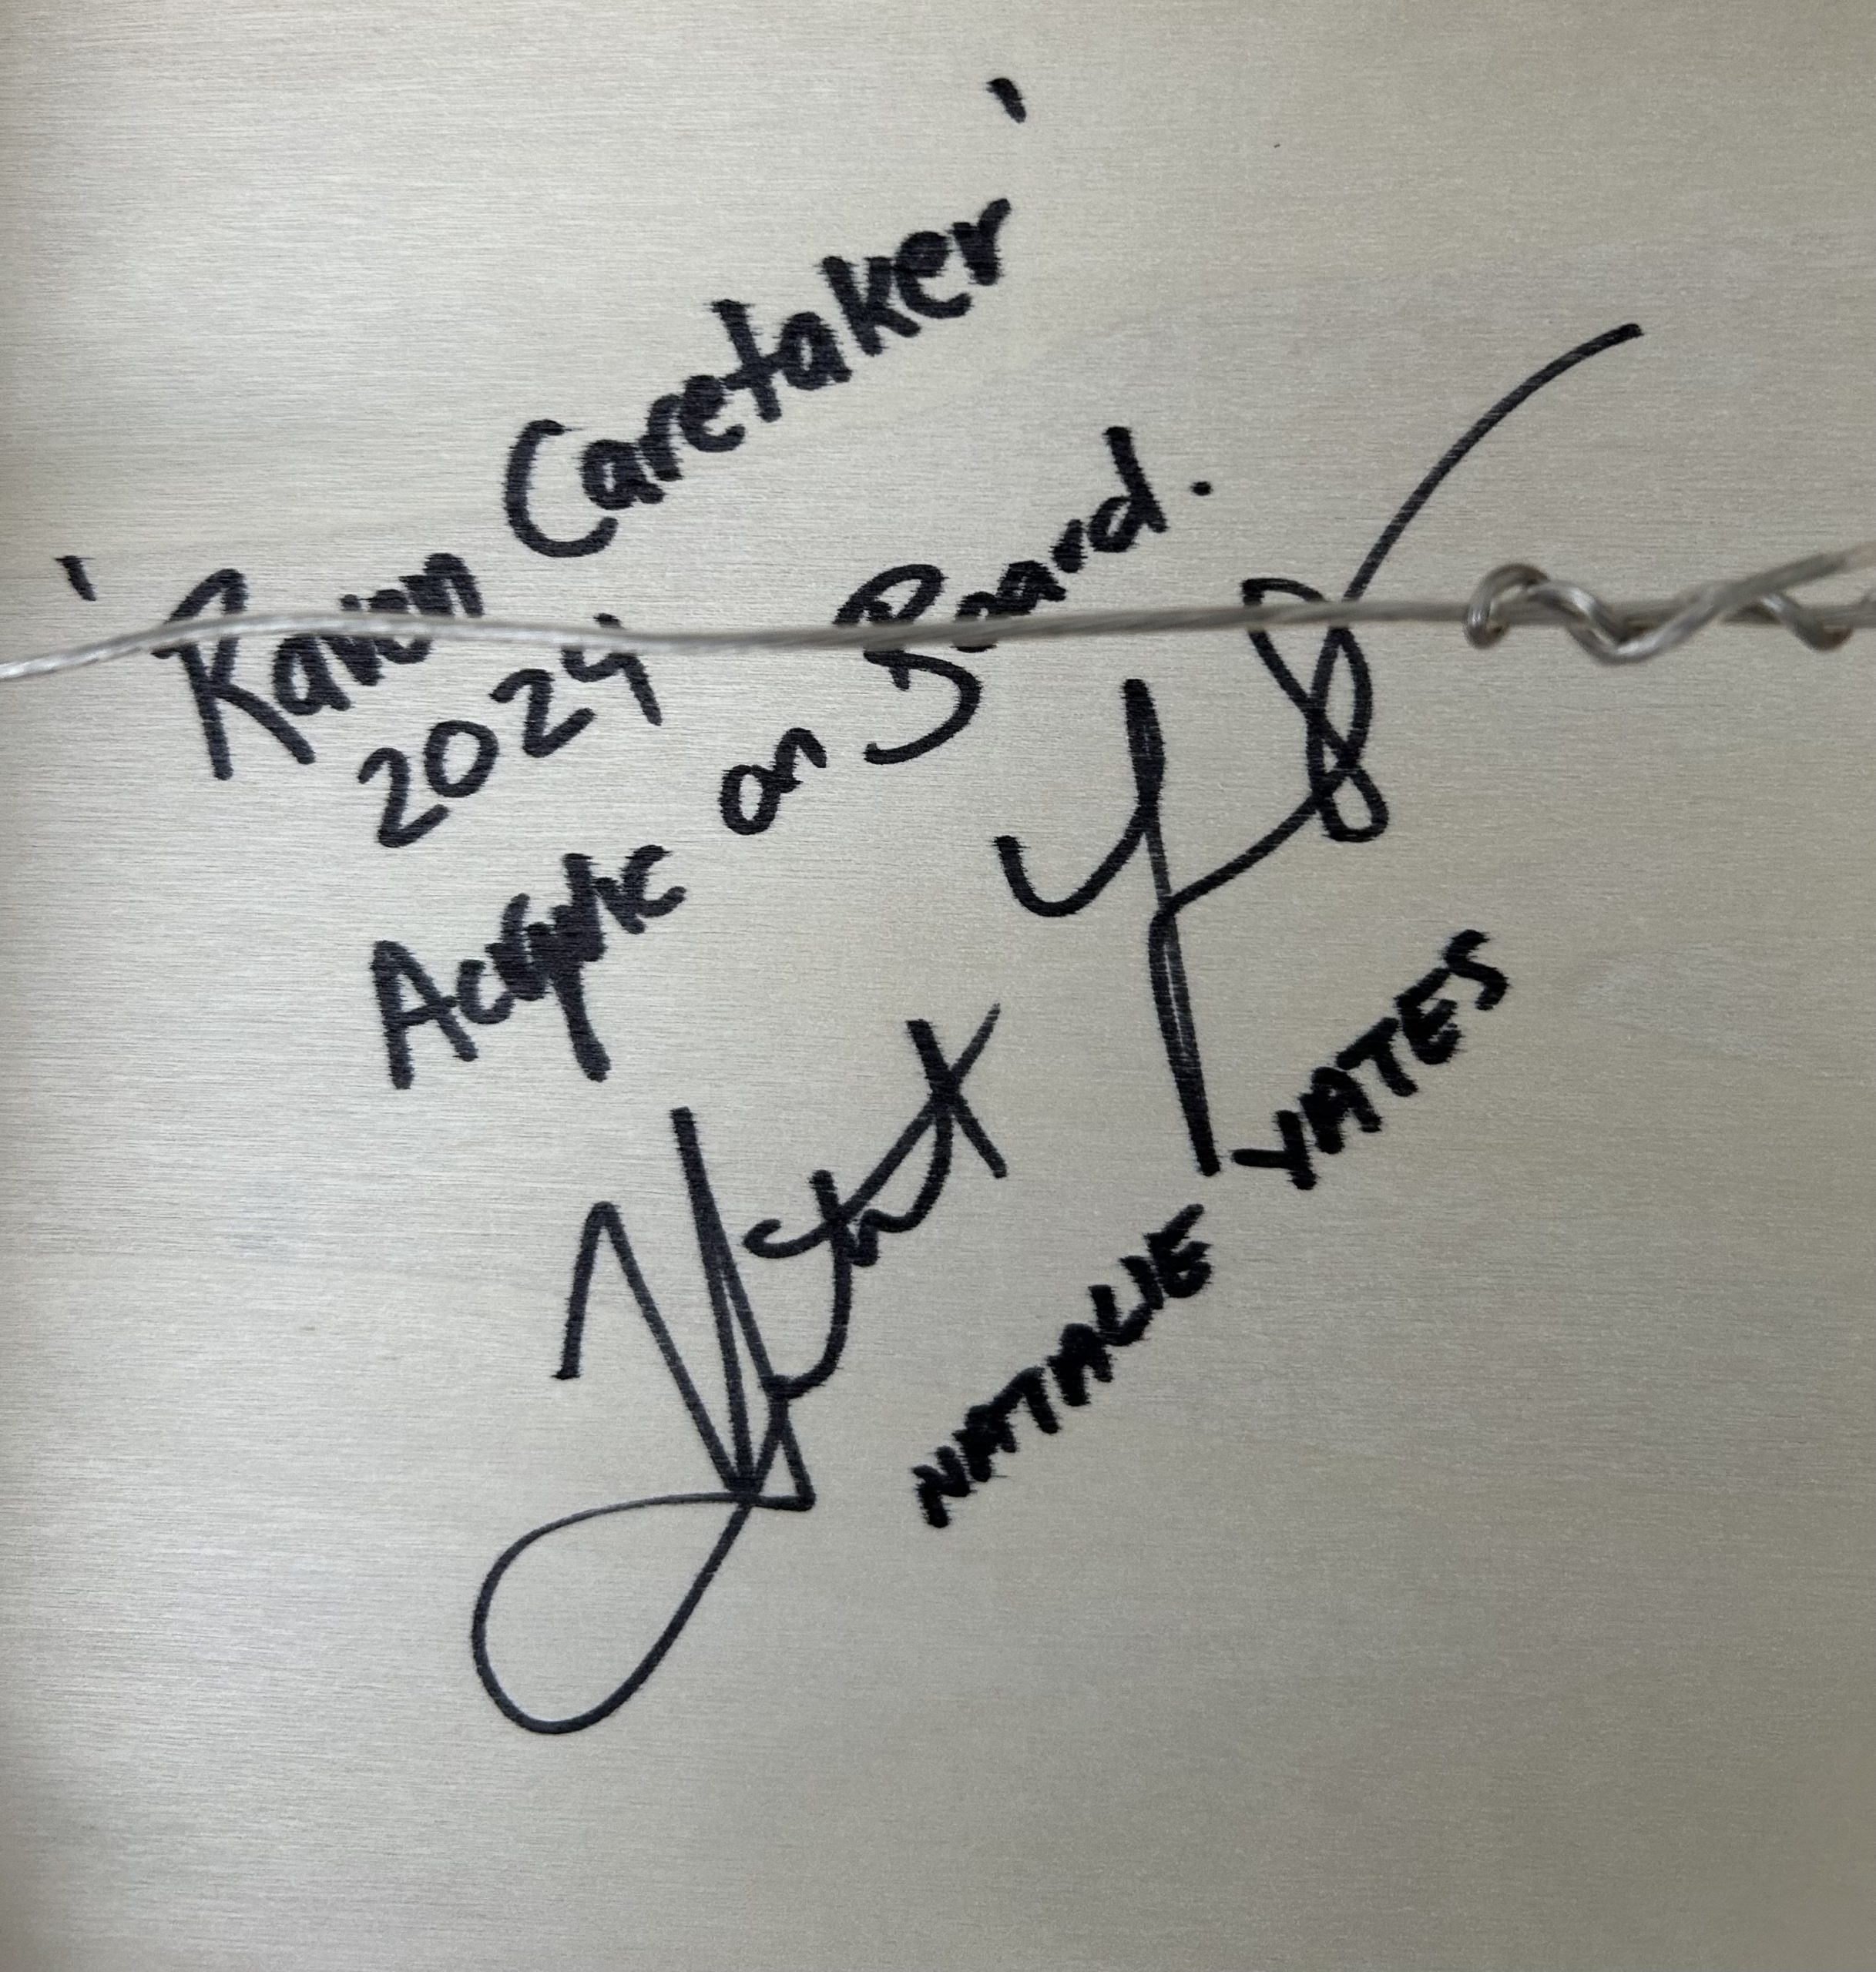 'Raven Caretaker'
2024
Acrylic on Board.
NATALIE YATES